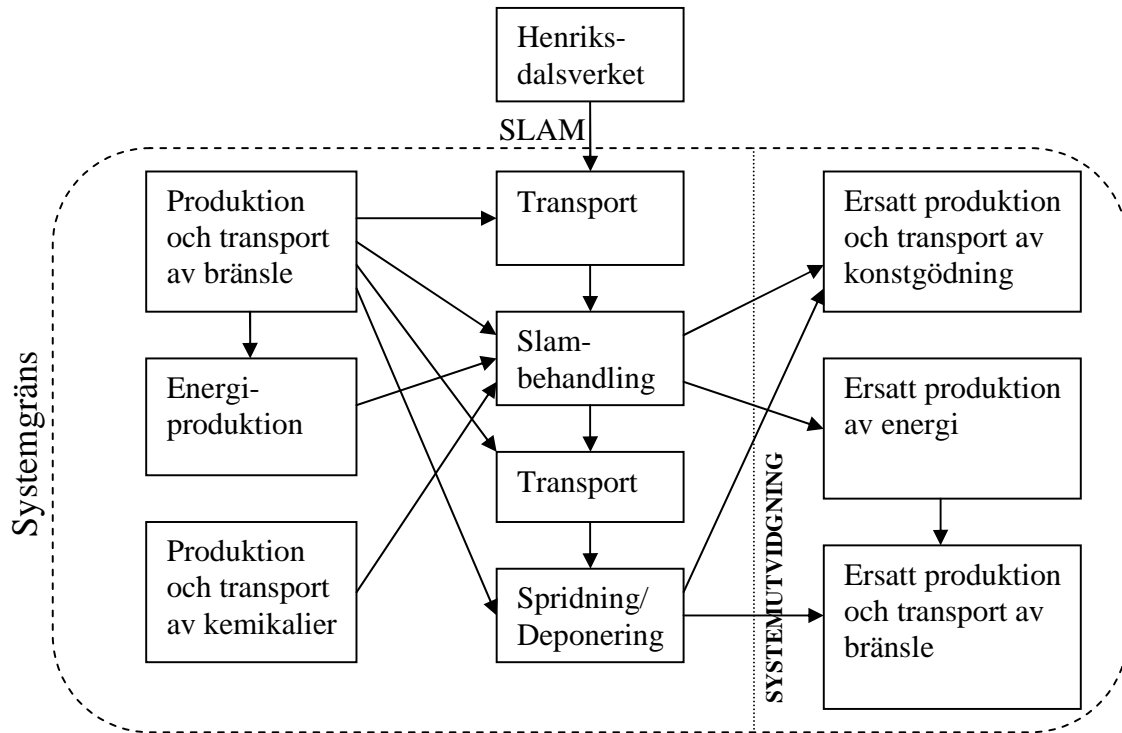 Henriks-
dalsverket
SLAM
Systemgräns
Produktion
och transport
av bränsle
Energi-
produktion
Produktion
och transport
av kemikalier
Transport
Slam-
behandling
Transport
Spridning/
Deponering
SYSTEMUTVIDGNING
Ersatt produktion
och transport av
konstgödning
Ersatt produktion
av energi
Ersatt produktion
och transport av
bränsle